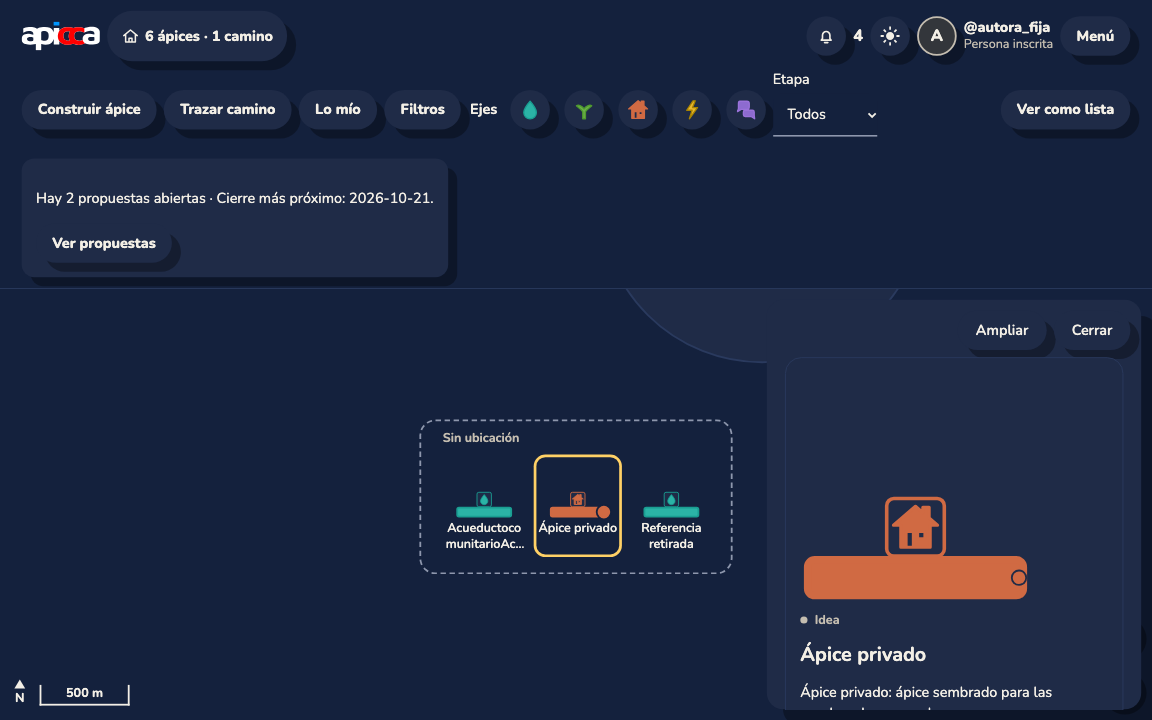 apicca
6 ápices · 1 camino
4
A
@autora_fija
Persona inscrita
Menú
Construir ápice
Trazar camino
Lo mío
Filtros
Ejes
Etapa
Todos
Ver como lista
Hay 2 propuestas abiertas · Cierre más próximo: 2026-10-21.
Ver propuestas
Ampliar
Cerrar
Sin ubicación
Acueductoco
munitarioAc...
Ápice privado
Referencia
retirada
Idea
Ápice privado
Ápice privado: ápice sembrado para las
N
500 m